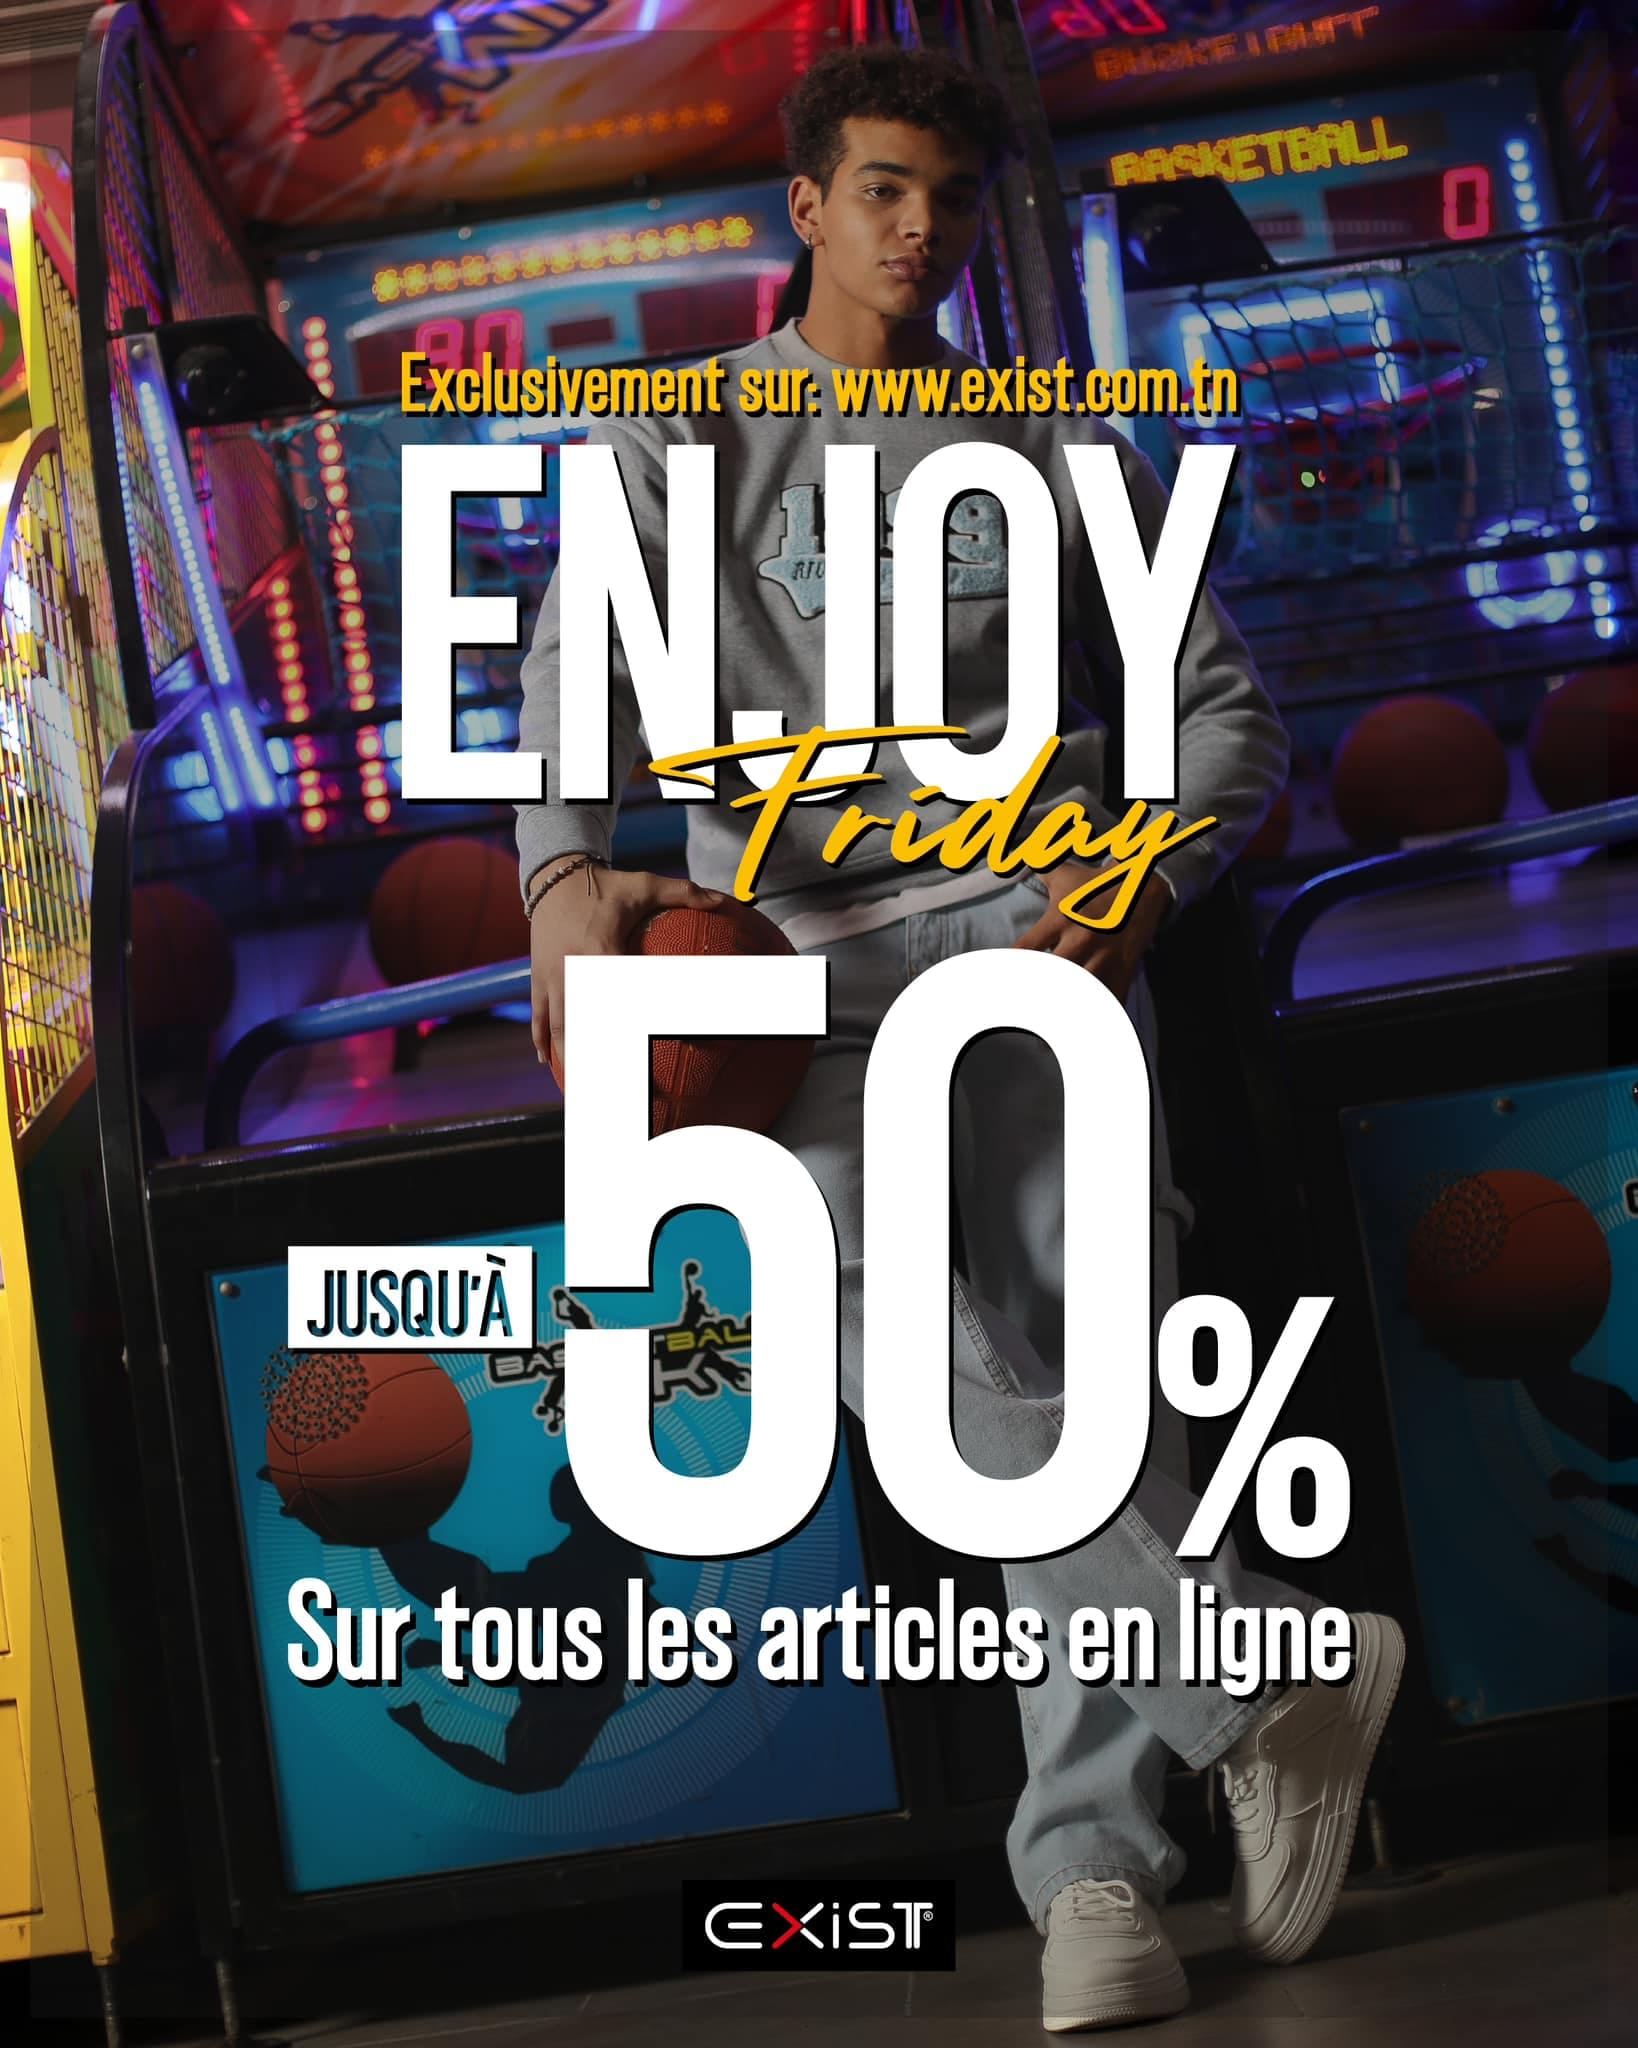 BASKETBALL
0
90
Exclusivement sur: www.exist.com.tn
ENJOY
Friday
JUSQU'À
-50%
Sur tous les articles en ligne
EXiST®